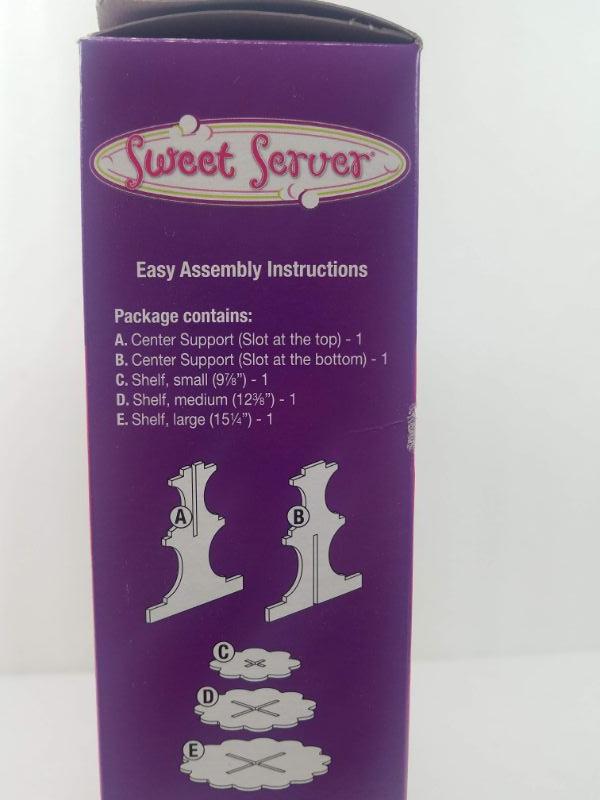 Sweet Server
Easy Assembly Instructions
Package contains:
A. Center Support (Slot at the top) - 1
B. Center Support (Slot at the bottom) - 1
C. Shelf, small (9⅞”) - 1
D. Shelf, medium (12⅜”) - 1
E. Shelf, large (15¼”) - 1
A
B
C
D
E